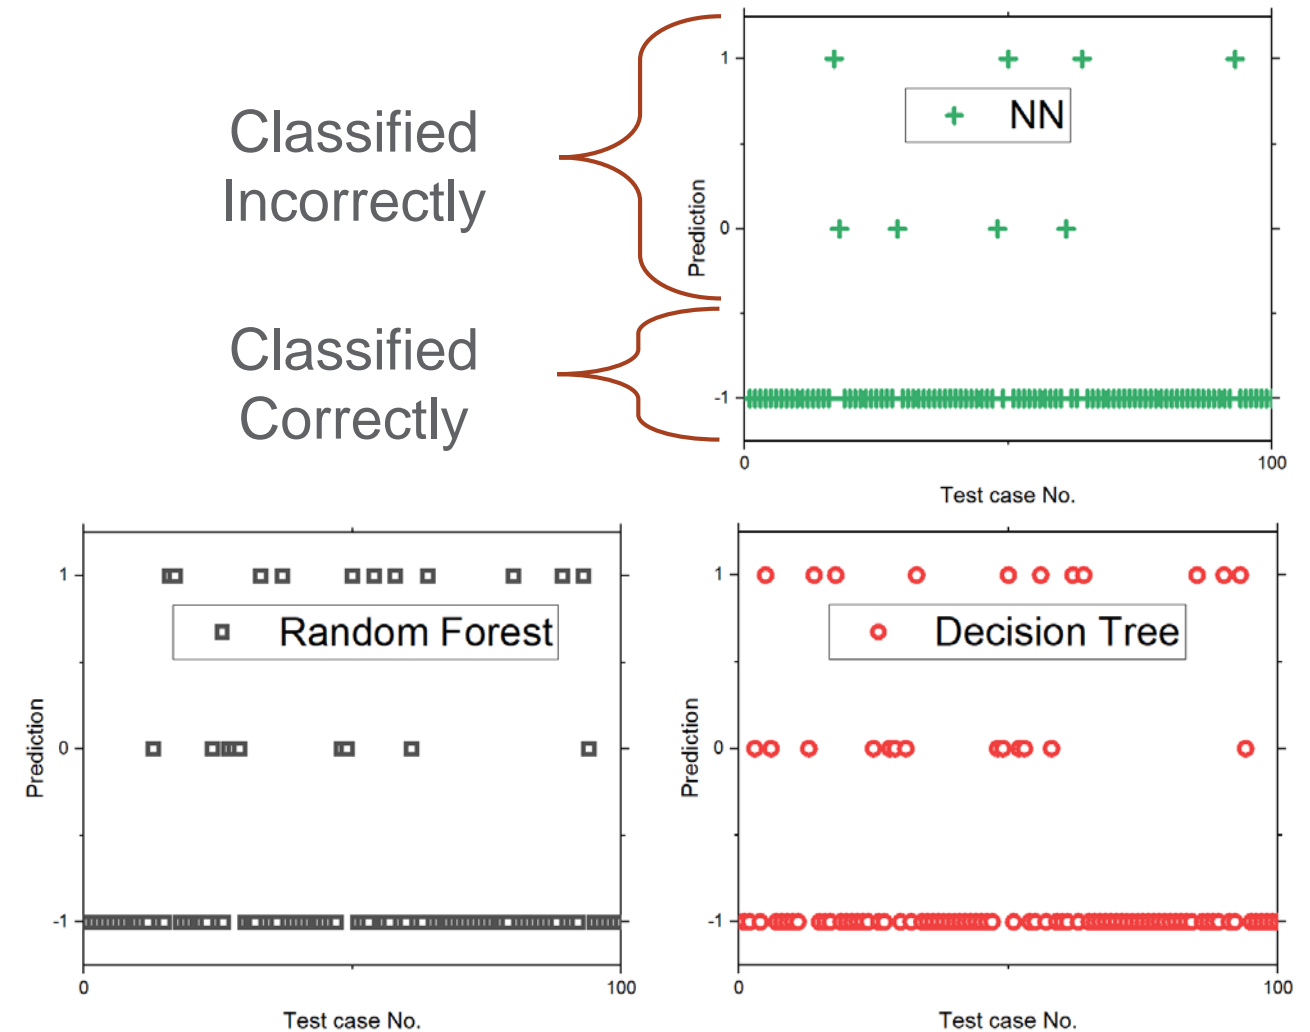 Classified
Incorrectly
Classified
Correctly
1
0
-1
Prediction
NN
0
100
Test case No.
1
0
-1
Prediction
Random Forest
0
100
Test case No.
1
0
-1
Prediction
Decision Tree
0
100
Test case No.